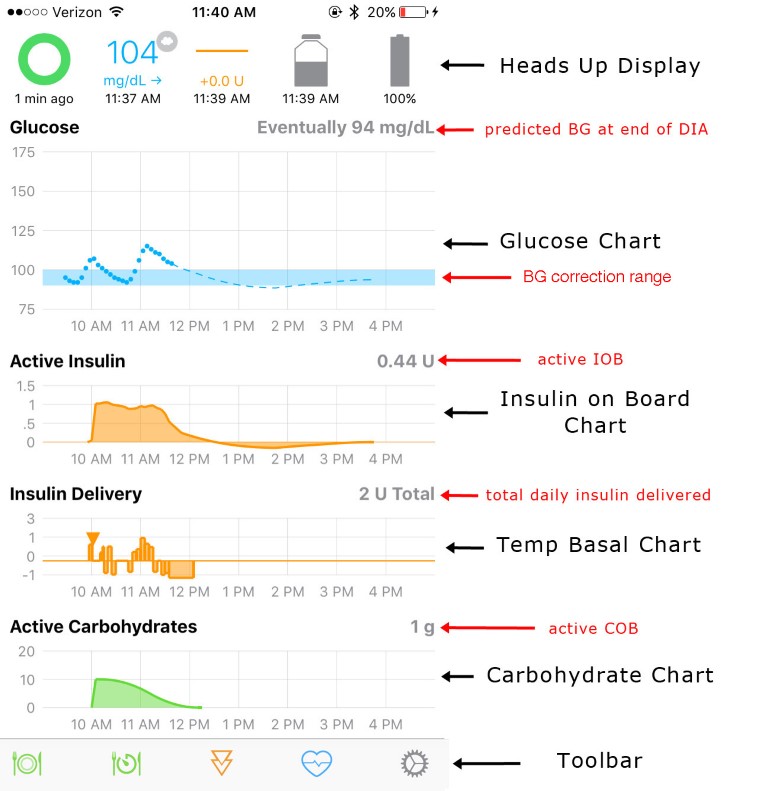 Verizon 11:40 AM 20%
104
mg/dL → +0.0 U
1 min ago 11:37 AM 11:39 AM 11:39 AM 100%
Heads Up Display
Glucose Eventually 94 mg/dL
predicted BG at end of DIA
175
150
125
100
75
Glucose Chart
BG correction range
10 AM 11 AM 12 PM 1 PM 2 PM 3 PM 4 PM
Active Insulin 0.44 U
active IOB
1.5
1
.5
0
Insulin on Board
Chart
10 AM 11 AM 12 PM 1 PM 2 PM 3 PM 4 PM
Insulin Delivery 2 U Total
total daily insulin delivered
3
1
0
-1
Temp Basal Chart
10 AM 11 AM 12 PM 1 PM 2 PM 3 PM 4 PM
Active Carbohydrates 1 g
active COB
20
10
0
Carbohydrate Chart
10 AM 11 AM 12 PM 1 PM 2 PM 3 PM 4 PM
Toolbar